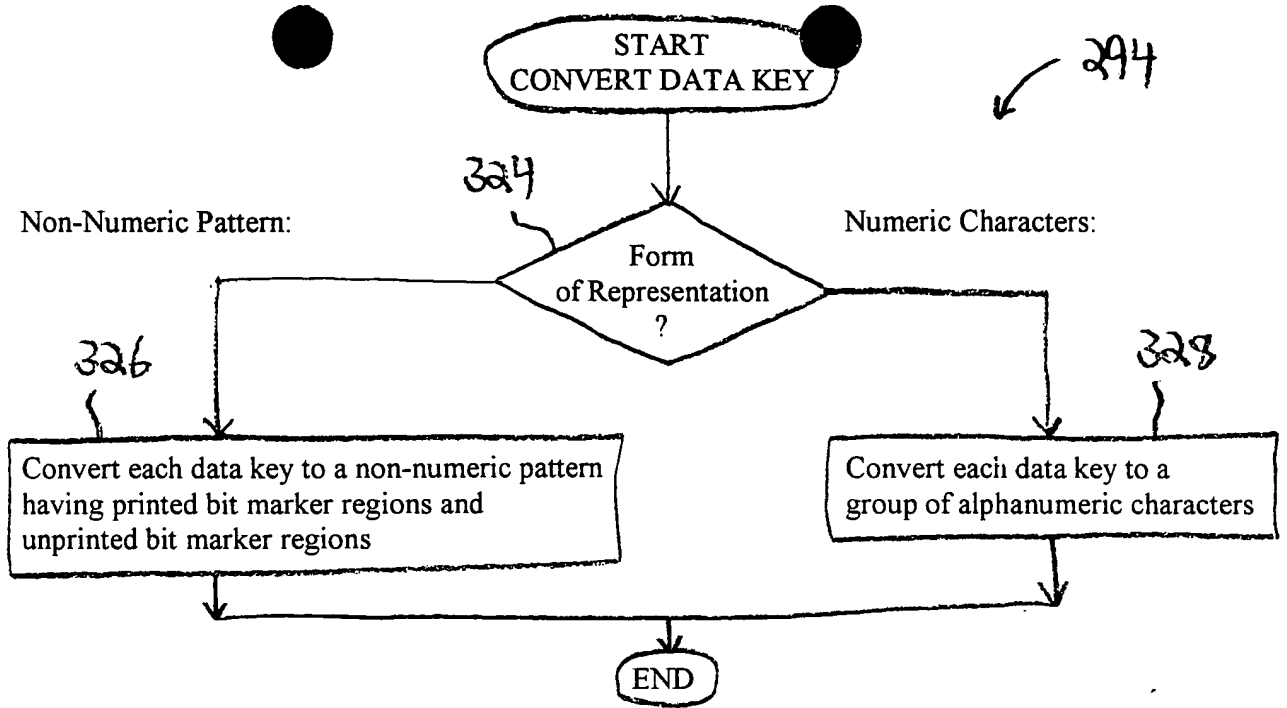 START
CONVERT DATA KEY
294
324
Non-Numeric Pattern:
Numeric Characters:
Form
of Representation
?
326
328
Convert each data key to a non-numeric pattern
having printed bit marker regions and
unprinted bit marker regions
Convert each data key to a
group of alphanumeric characters
END